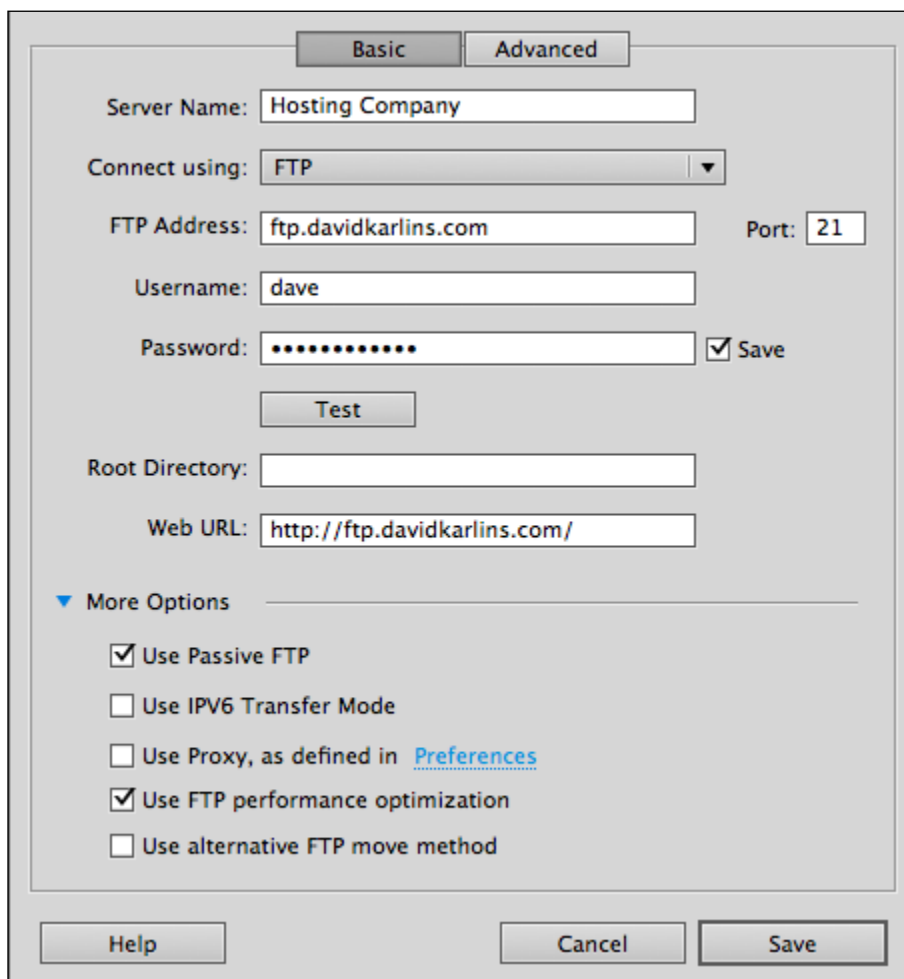 Basic Advanced
Server Name: Hosting Company
Connect using: FTP
FTP Address: ftp.davidkarlins.com Port: 21
Username: dave
Password: •••••••••••• Save
Test
Root Directory:
Web URL: http://ftp.davidkarlins.com/
More Options
Use Passive FTP
Use IPV6 Transfer Mode
Use Proxy, as defined in Preferences
Use FTP performance optimization
Use alternative FTP move method
Help Cancel Save